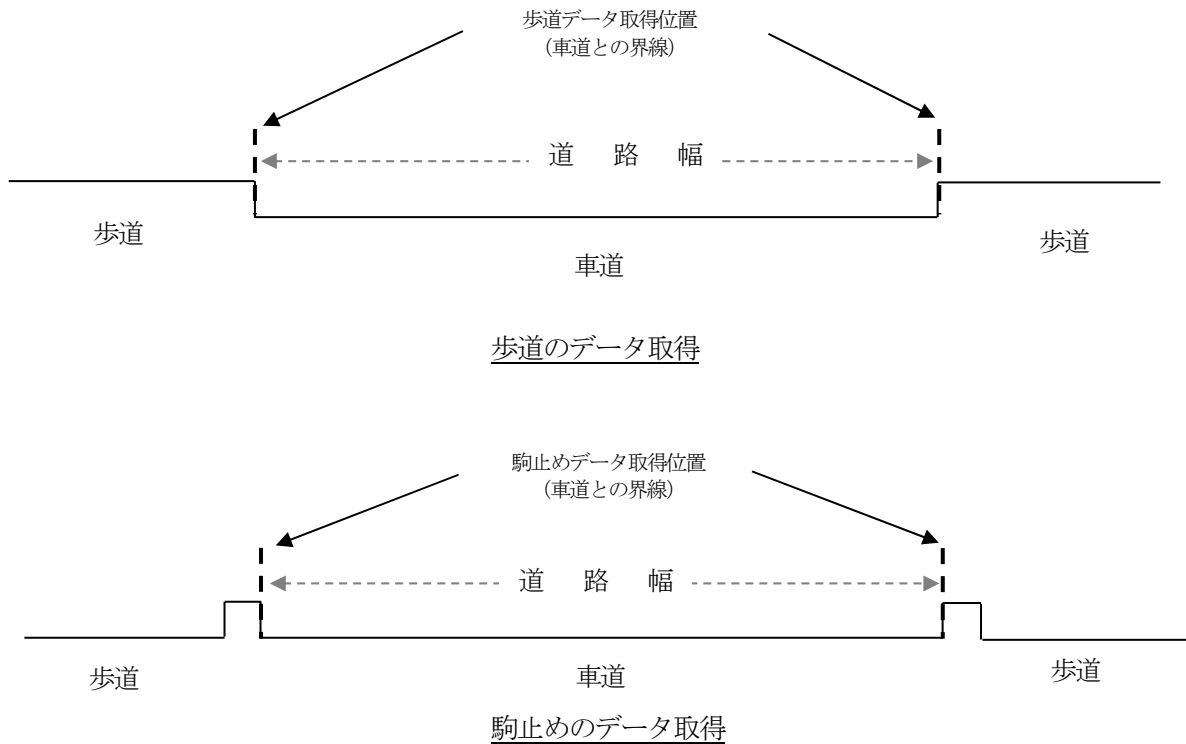 歩道データ取得位置
(車道との界線)
道 路 幅
歩道
車道
歩道
歩道のデータ取得
駒止めデータ取得位置
(車道との界線)
道 路 幅
歩道
車道
歩道
駒止めのデータ取得